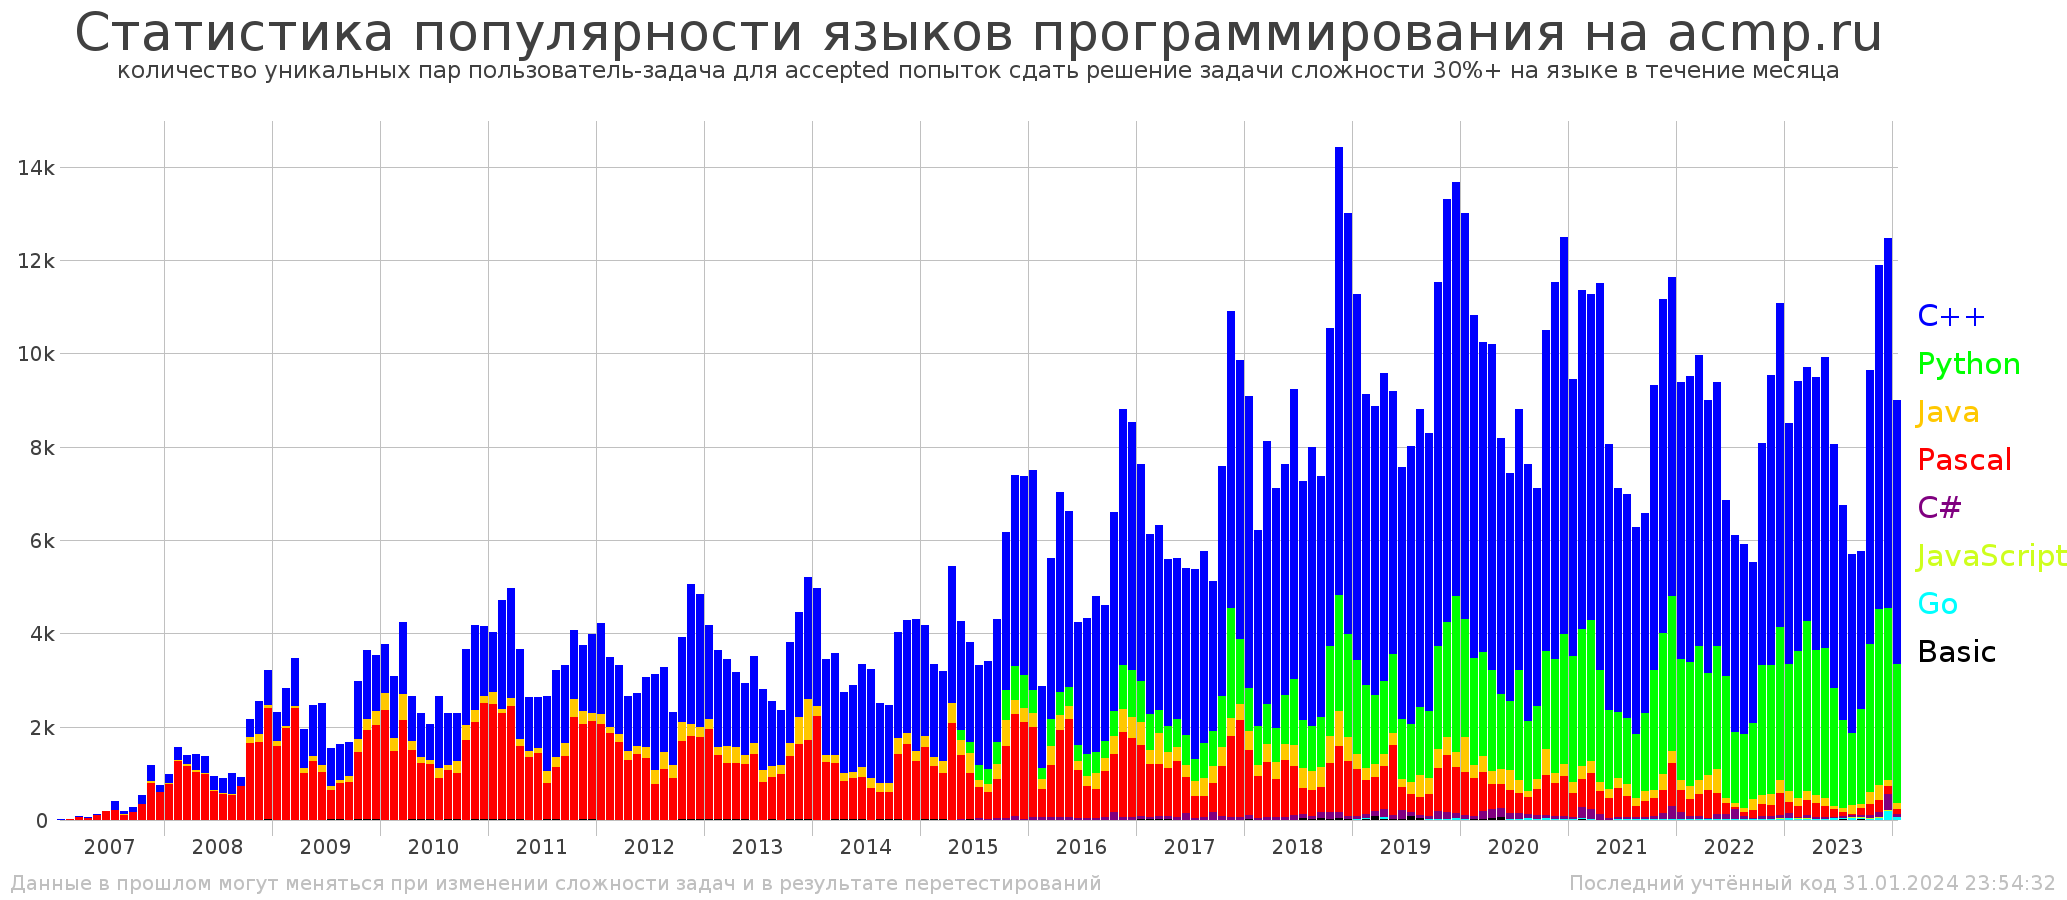 Статистика популярности языков программирования на acmp.ru
количество уникальных пар пользователь-задача для accepted попыток сдать решение задачи сложности 30%+ на языке в течение месяца
14k
12k
10k
8k
6k
4k
2k
0
C++
Python
Java
Pascal
C#
JavaScript
Go
Basic
2007 2008 2009 2010 2011 2012 2013 2014 2015 2016 2017 2018 2019 2020 2021 2022 2023
Данные в прошлом могут меняться при изменении сложности задач и в результате перетестирований
Последний учтённый код 31.01.2024 23:54:32